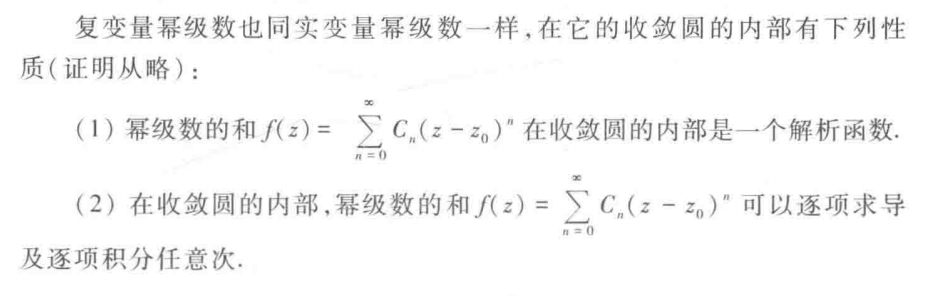 复变量幂级数也同实变量幂级数一样,在它的收敛圆的内部有下列性
质(证明从略):
(1) 幂级数的和 f(z) = ∑_{n=0}^{∞} C_n(z - z_0)^n 在收敛圆的内部是一个解析函数.
(2) 在收敛圆的内部,幂级数的和 f(z) = ∑_{n=0}^{∞} C_n(z - z_0)^n 可以逐项求导
及逐项积分任意次.